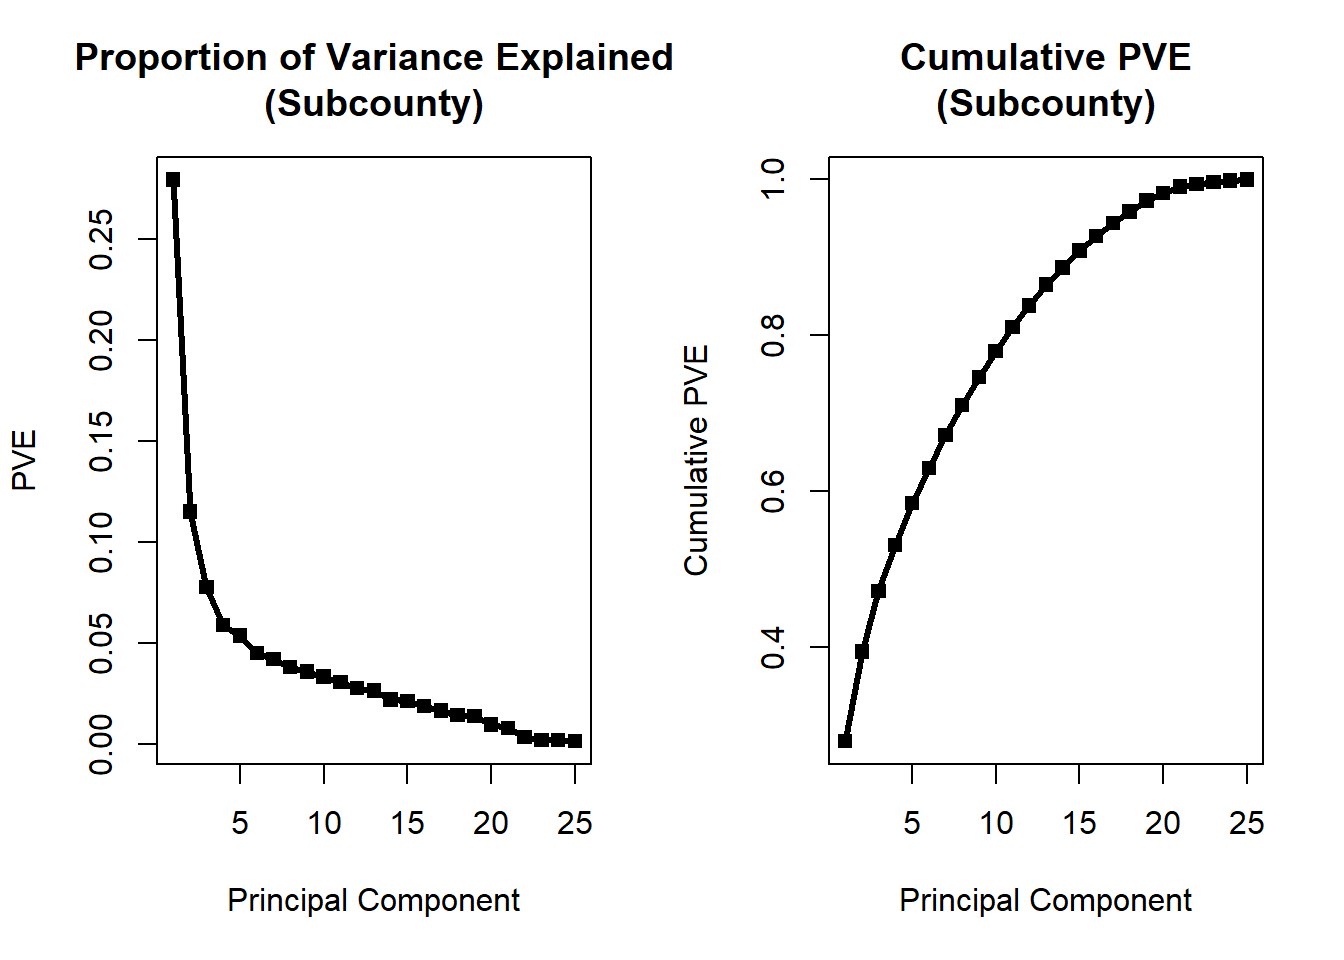 Proportion of Variance Explained
(Subcounty)
PVE
0.25
0.20
0.15
0.10
0.05
0.00
5 10 15 20 25
Principal Component
Cumulative PVE
(Subcounty)
Cumulative PVE
1.0
0.8
0.6
0.4
5 10 15 20 25
Principal Component